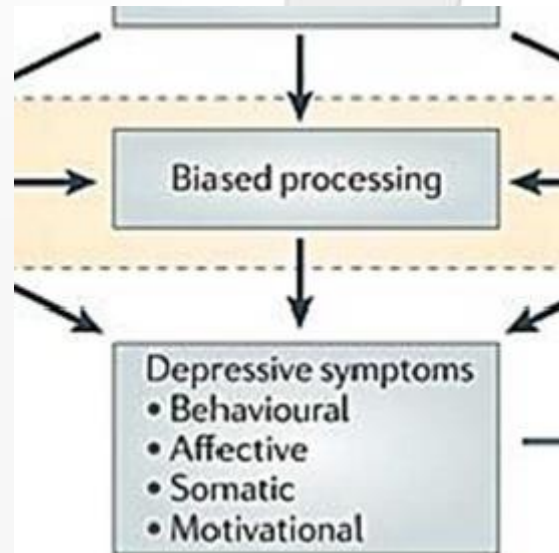 Biased processing
Depressive symptoms
• Behavioural
• Affective
• Somatic
• Motivational